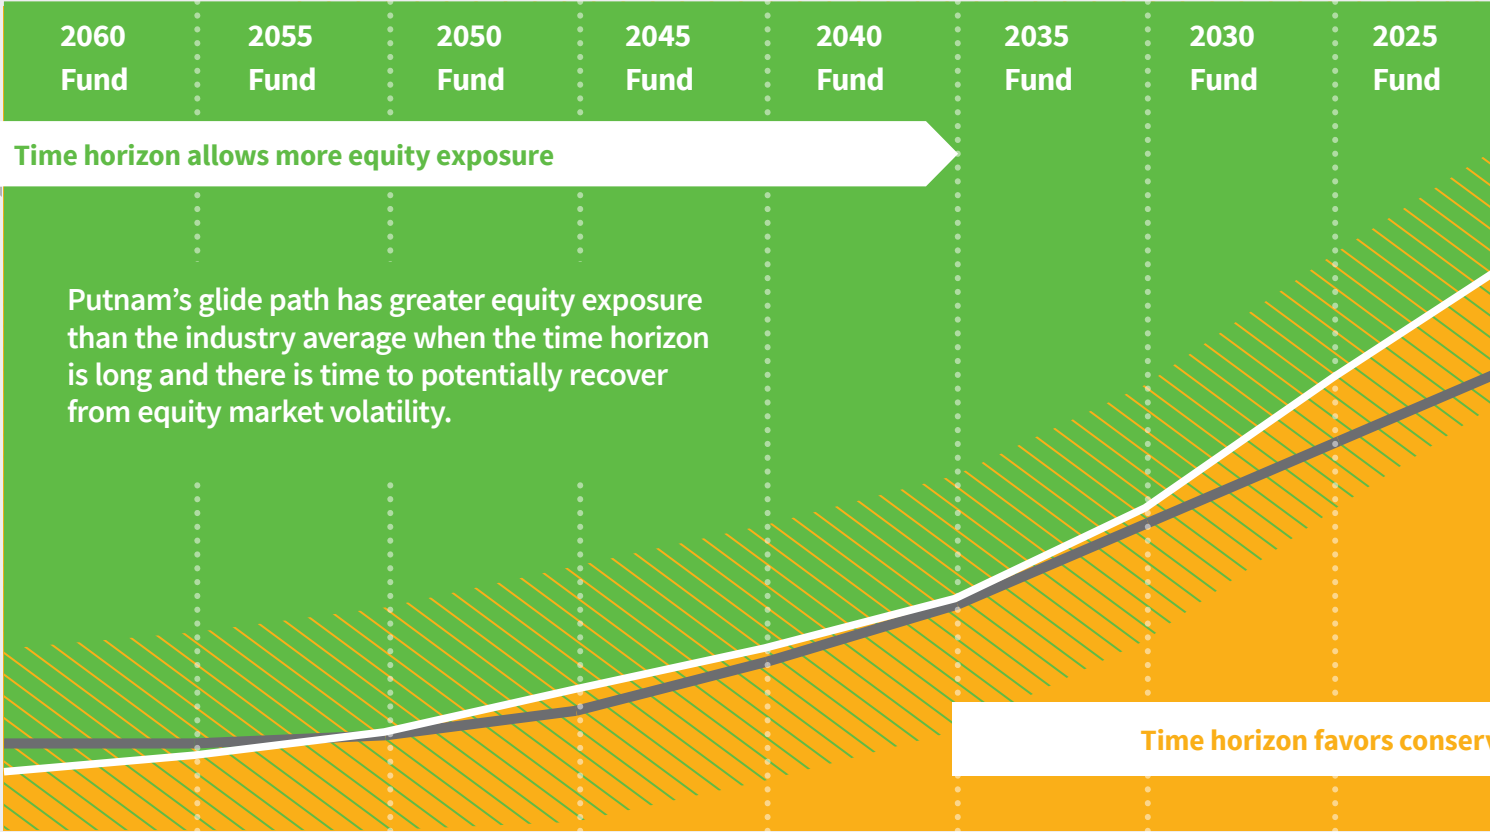 2060 Fund
2055 Fund
2050 Fund
2045 Fund
2040 Fund
2035 Fund
2030 Fund
2025 Fund
Time horizon allows more equity exposure
Putnam’s glide path has greater equity exposure
than the industry average when the time horizon
is long and there is time to potentially recover
from equity market volatility.
Time horizon favors